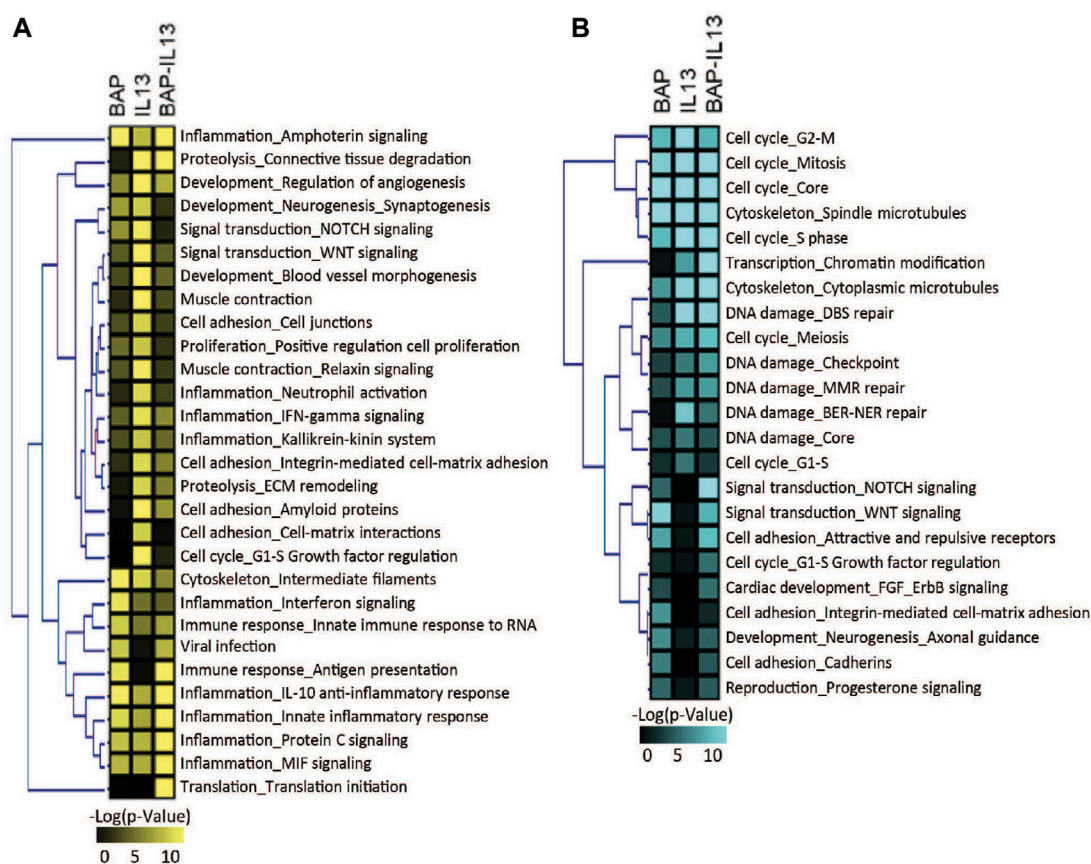 A
BAP
IL13
BAP-IL13
Inflammation_Amphoterin signaling
Proteolysis_Connective tissue degradation
Development_Regulation of angiogenesis
Development_Neurogenesis_Synaptogenesis
Signal transduction_NOTCH signaling
Signal transduction_WNT signaling
Development_Blood vessel morphogenesis
Muscle contraction
Cell adhesion_Cell junctions
Proliferation_Positive regulation cell proliferation
Muscle contraction_Relaxin signaling
Inflammation_Neutrophil activation
Inflammation_IFN-gamma signaling
Inflammation_Kallikrein-kinin system
Cell adhesion_Integrin-mediated cell-matrix adhesion
Proteolysis_ECM remodeling
Cell adhesion_Amyloid proteins
Cell adhesion_Cell-matrix interactions
Cell cycle_G1-S Growth factor regulation
Cytoskeleton_Intermediate filaments
Inflammation_Interferon signaling
Immune response_Innate immune response to RNA
Viral infection
Immune response_Antigen presentation
Inflammation_IL-10 anti-inflammatory response
Inflammation_Innate inflammatory response
Inflammation_Protein C signaling
Inflammation_MIF signaling
Translation_Translation initiation
-Log(p-Value)
0 5 10
B
BAP
IL13
BAP-IL13
Cell cycle_G2-M
Cell cycle_Mitosis
Cell cycle_Core
Cytoskeleton_Spindle microtubules
Cell cycle_S phase
Transcription_Chromatin modification
Cytoskeleton_Cytoplasmic microtubules
DNA damage_DBS repair
Cell cycle_Meiosis
DNA damage_Checkpoint
DNA damage_MMR repair
DNA damage_BER-NER repair
DNA damage_Core
Cell cycle_G1-S
Signal transduction_NOTCH signaling
Signal transduction_WNT signaling
Cell adhesion_Attractive and repulsive receptors
Cell cycle_G1-S Growth factor regulation
Cardiac development_FGF_ErbB signaling
Cell adhesion_Integrin-mediated cell-matrix adhesion
Development_Neurogenesis_Axonal guidance
Cell adhesion_Cadherins
Reproduction_Progesterone signaling
-Log(p-Value)
0 5 10